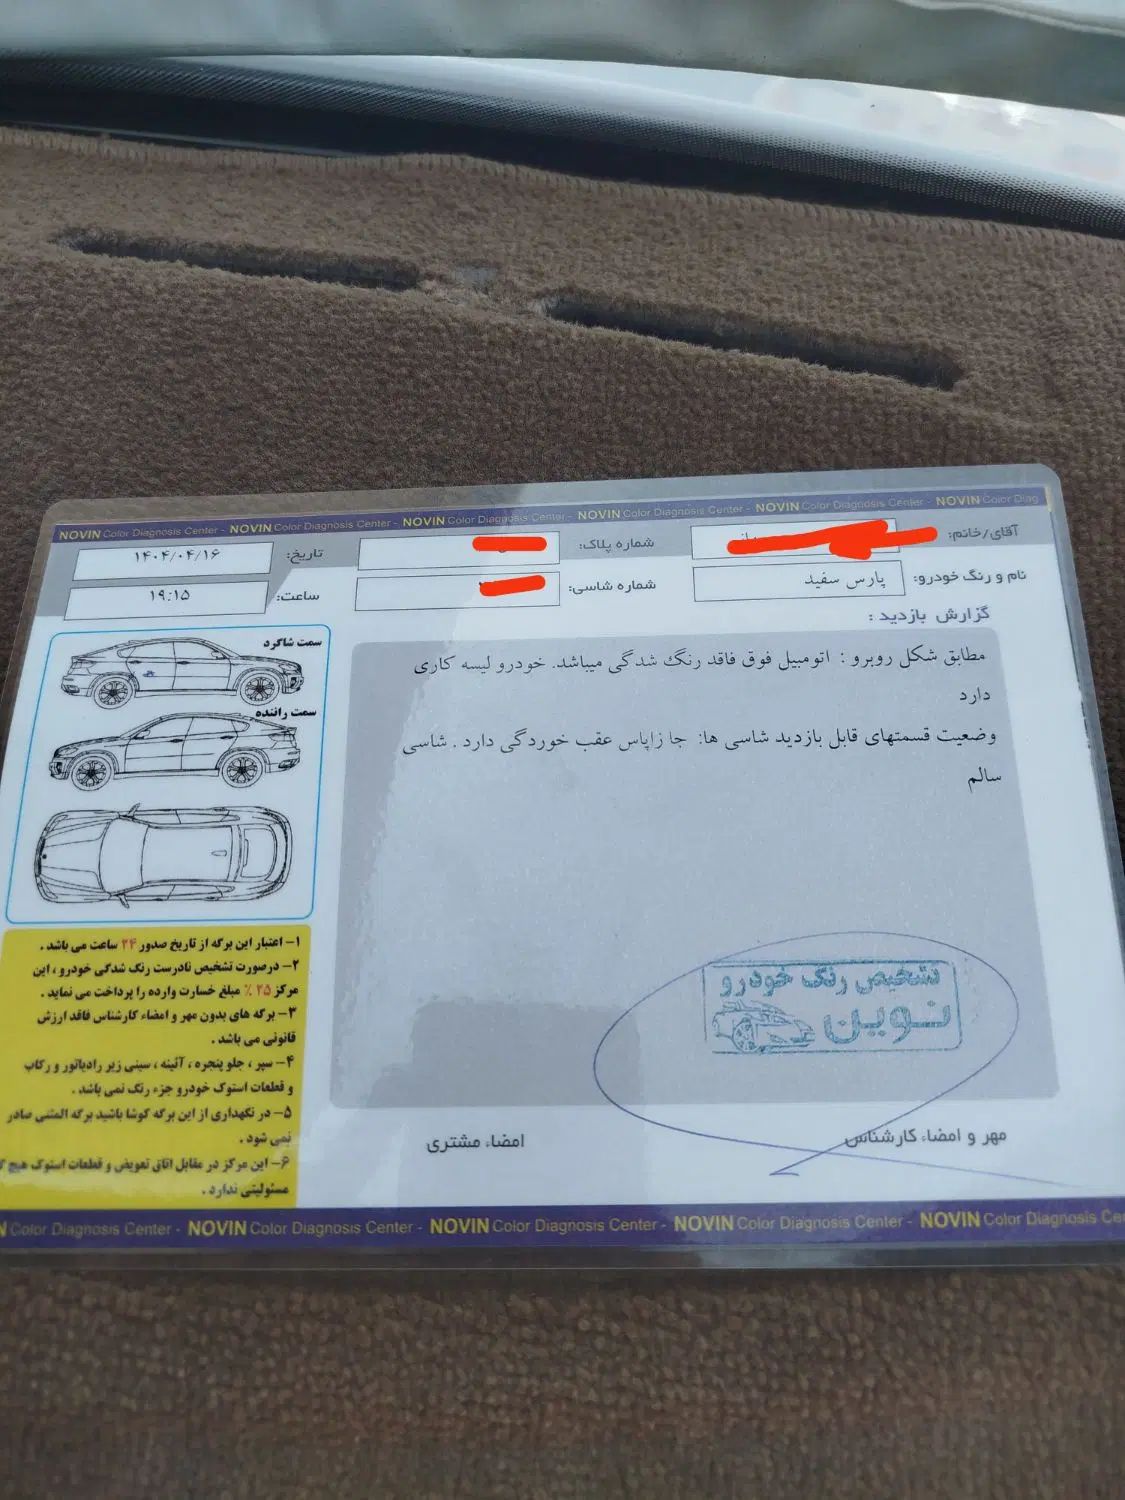 NOVIN Color Diagnosis Center - NOVIN Color Diagnosis Center - NOVIN Color Diagnosis Center - NOVIN Color Diagnosis Center - NOVIN Color Diag
آقای/خانم:
شماره پلاک:
تاریخ: ۱۴۰۴/۰۴/۱۶
نام و رنگ خودرو: پارس سفید
شماره شاسی:
ساعت: ۱۹:۱۵
گزارش بازدید :
مطابق شکل روبرو : اتومبیل فوق فاقد رنگ شدگی میباشد. خودرو لیسه کاری
دارد
وضعیت قسمتهای قابل بازدید شاسی ها: جا زاپاس عقب خوردگی دارد . شاسی
سالم
سمت شاگرد
سمت راننده
۱- اعتبار این برگه از تاریخ صدور ۲۴ ساعت می باشد .
۲- درصورت تشخیص نادرست رنگ شدگی خودرو ، این
مرکز ۲۵ ٪ مبلغ خسارت وارده را پرداخت می نماید .
۳- برگه های بدون مهر و امضاء کارشناس فاقد ارزش
قانونی می باشد .
۴- سپر ، جلو پنجره ، آئینه ، سینی زیر رادیاتور و رکاب
و قطعات استوک خودرو جزء رنگ نمی باشد .
۵- در نگهداری از این برگه کوشا باشید برگه المثنی صادر
نمی شود .
۶- این مرکز در مقابل اتاق تعویض و قطعات استوک هیچ
مسئولیتی ندارد .
تشخیص رنگ خودرو
نوین
مهر و امضاء کارشناس
امضاء مشتری
Color Diagnosis Center - NOVIN Color Diagnosis Center - NOVIN Color Diagnosis Center - NOVIN Color Diagnosis Center - NOVIN Color Diagnosis Ce